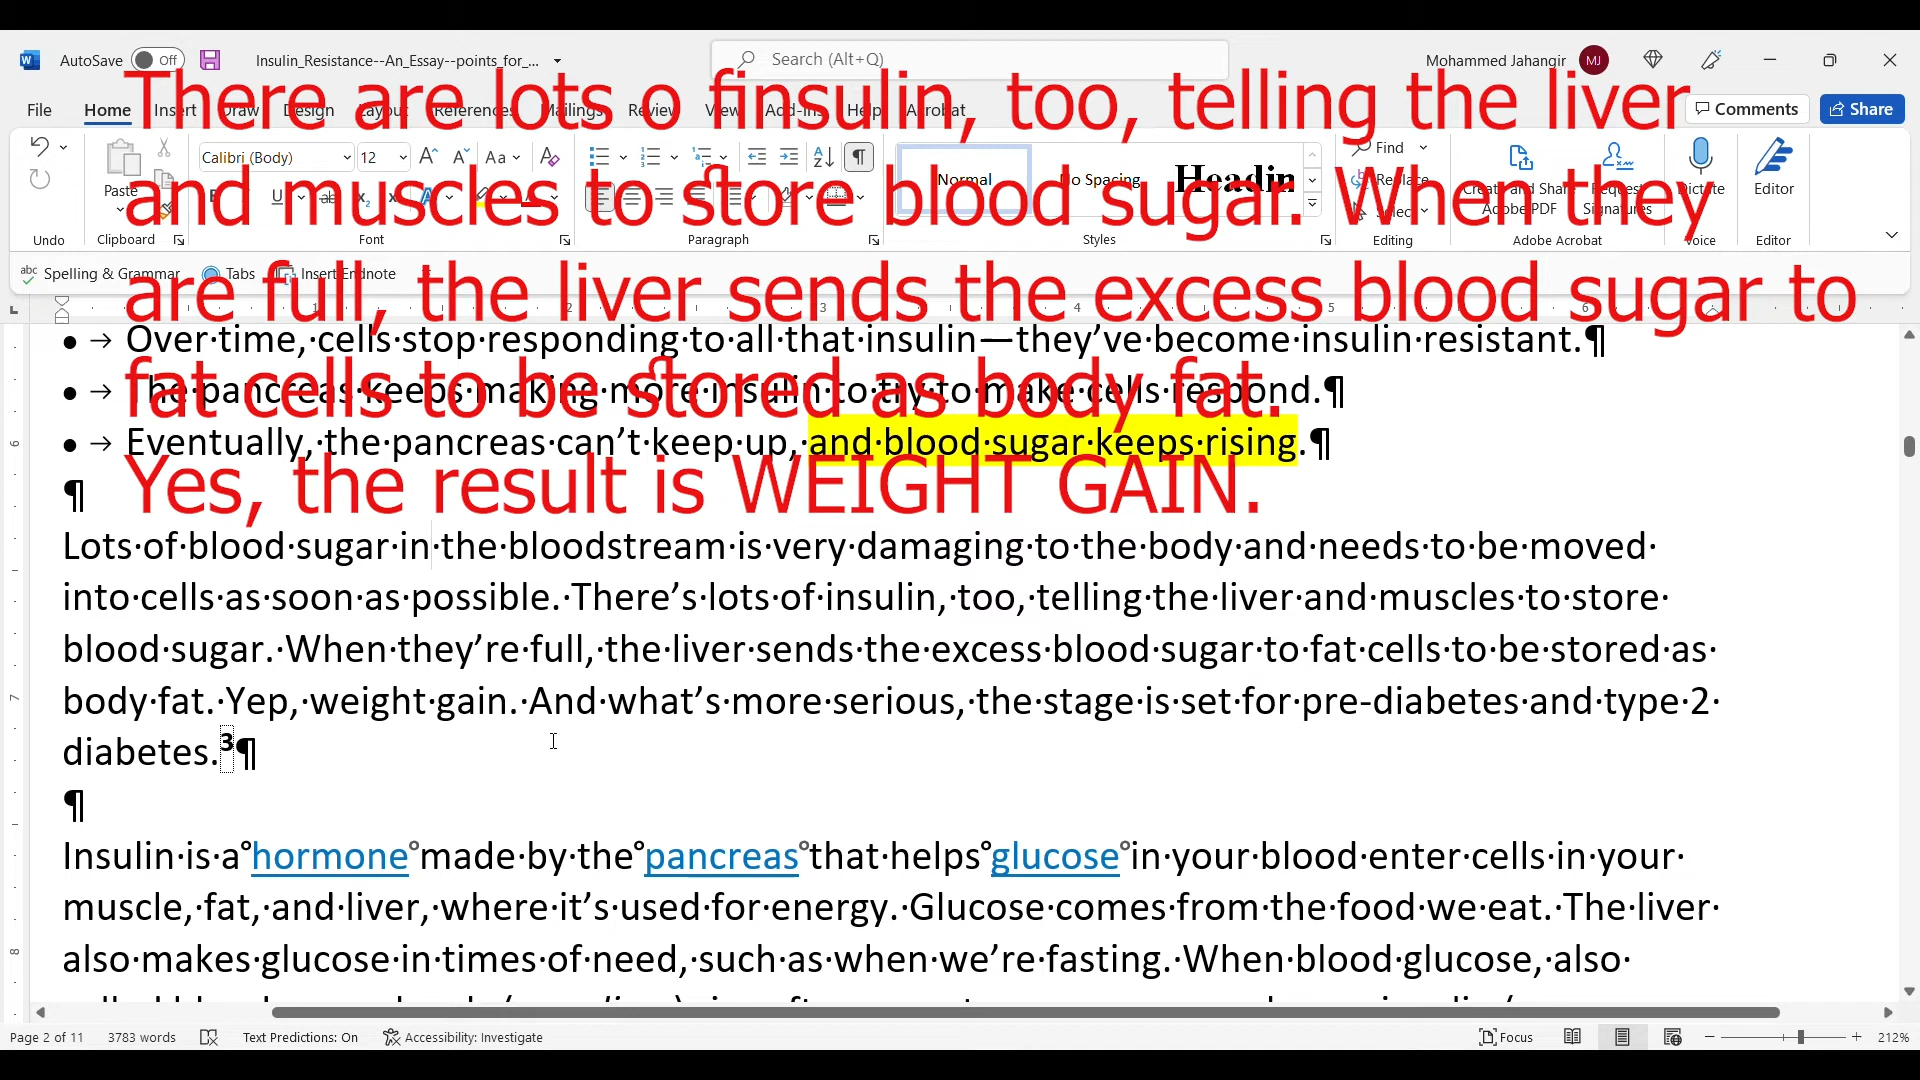 AutoSave Off Insulin_Resistance--An_Essay--points_for_... Search (Alt+Q) Mohammed Jahangir MJ
File Home Insert Draw Design Layout References Mailings Review View Add-ins Help Acrobat Comments Share
There are lots o finsulin, too, telling the liver
and muscles to store blood sugar. When they
are full, the liver sends the excess blood sugar to
fat cells to be stored as body fat.
Yes, the result is WEIGHT GAIN.
Calibri (Body) 12 Aa Find
Paste Normal No Spacing Headin Replace Create and Share Request Dictate Editor
Select Adobe PDF Signatures
Undo Clipboard Font Paragraph Styles Editing Adobe Acrobat Voice Editor
Spelling & Grammar Tabs Insert Endnote
1 2 3 4 5 6
• → Over·time,·cells·stop·responding·to·all·that·insulin—they’ve·become·insulin·resistant.¶
• → The·pancreas·keeps·making·more·insulin·to·try·to·make·cells·respond.¶
• → Eventually,·the·pancreas·can’t·keep·up,·and·blood·sugar·keeps·rising.¶
¶
Lots·of·blood·sugar·in·the·bloodstream·is·very·damaging·to·the·body·and·needs·to·be·moved·
into·cells·as·soon·as·possible.·There’s·lots·of·insulin,·too,·telling·the·liver·and·muscles·to·store·
blood·sugar.·When·they’re·full,·the·liver·sends·the·excess·blood·sugar·to·fat·cells·to·be·stored·as·
body·fat.·Yep,·weight·gain.·And·what’s·more·serious,·the·stage·is·set·for·pre-diabetes·and·type·2·
diabetes.3¶
¶
Insulin·is·a°hormone°made·by·the°pancreas°that·helps°glucose°in·your·blood·enter·cells·in·your·
muscle,·fat,·and·liver,·where·it’s·used·for·energy.·Glucose·comes·from·the·food·we·eat.·The·liver·
also·makes·glucose·in·times·of·need,·such·as·when·we’re·fasting.·When·blood·glucose,·also·
Page 2 of 11 3783 words Text Predictions: On Accessibility: Investigate Focus 212%